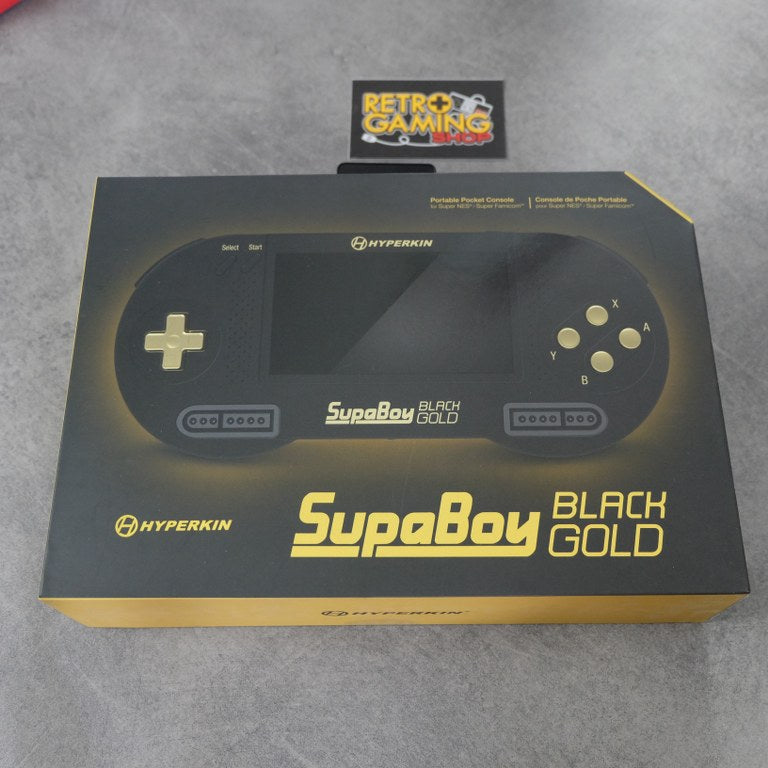 RETRO
GAMING
SHOP
Portable Pocket Console
for Super NES® / Super Famicom™
Console de Poche Portable
pour Super NES® / Super Famicom™
Select Start
HYPERKIN
X
A
Y
B
SupaBoy BLACK GOLD
HYPERKIN
SupaBoy BLACK GOLD
HYPERKIN™